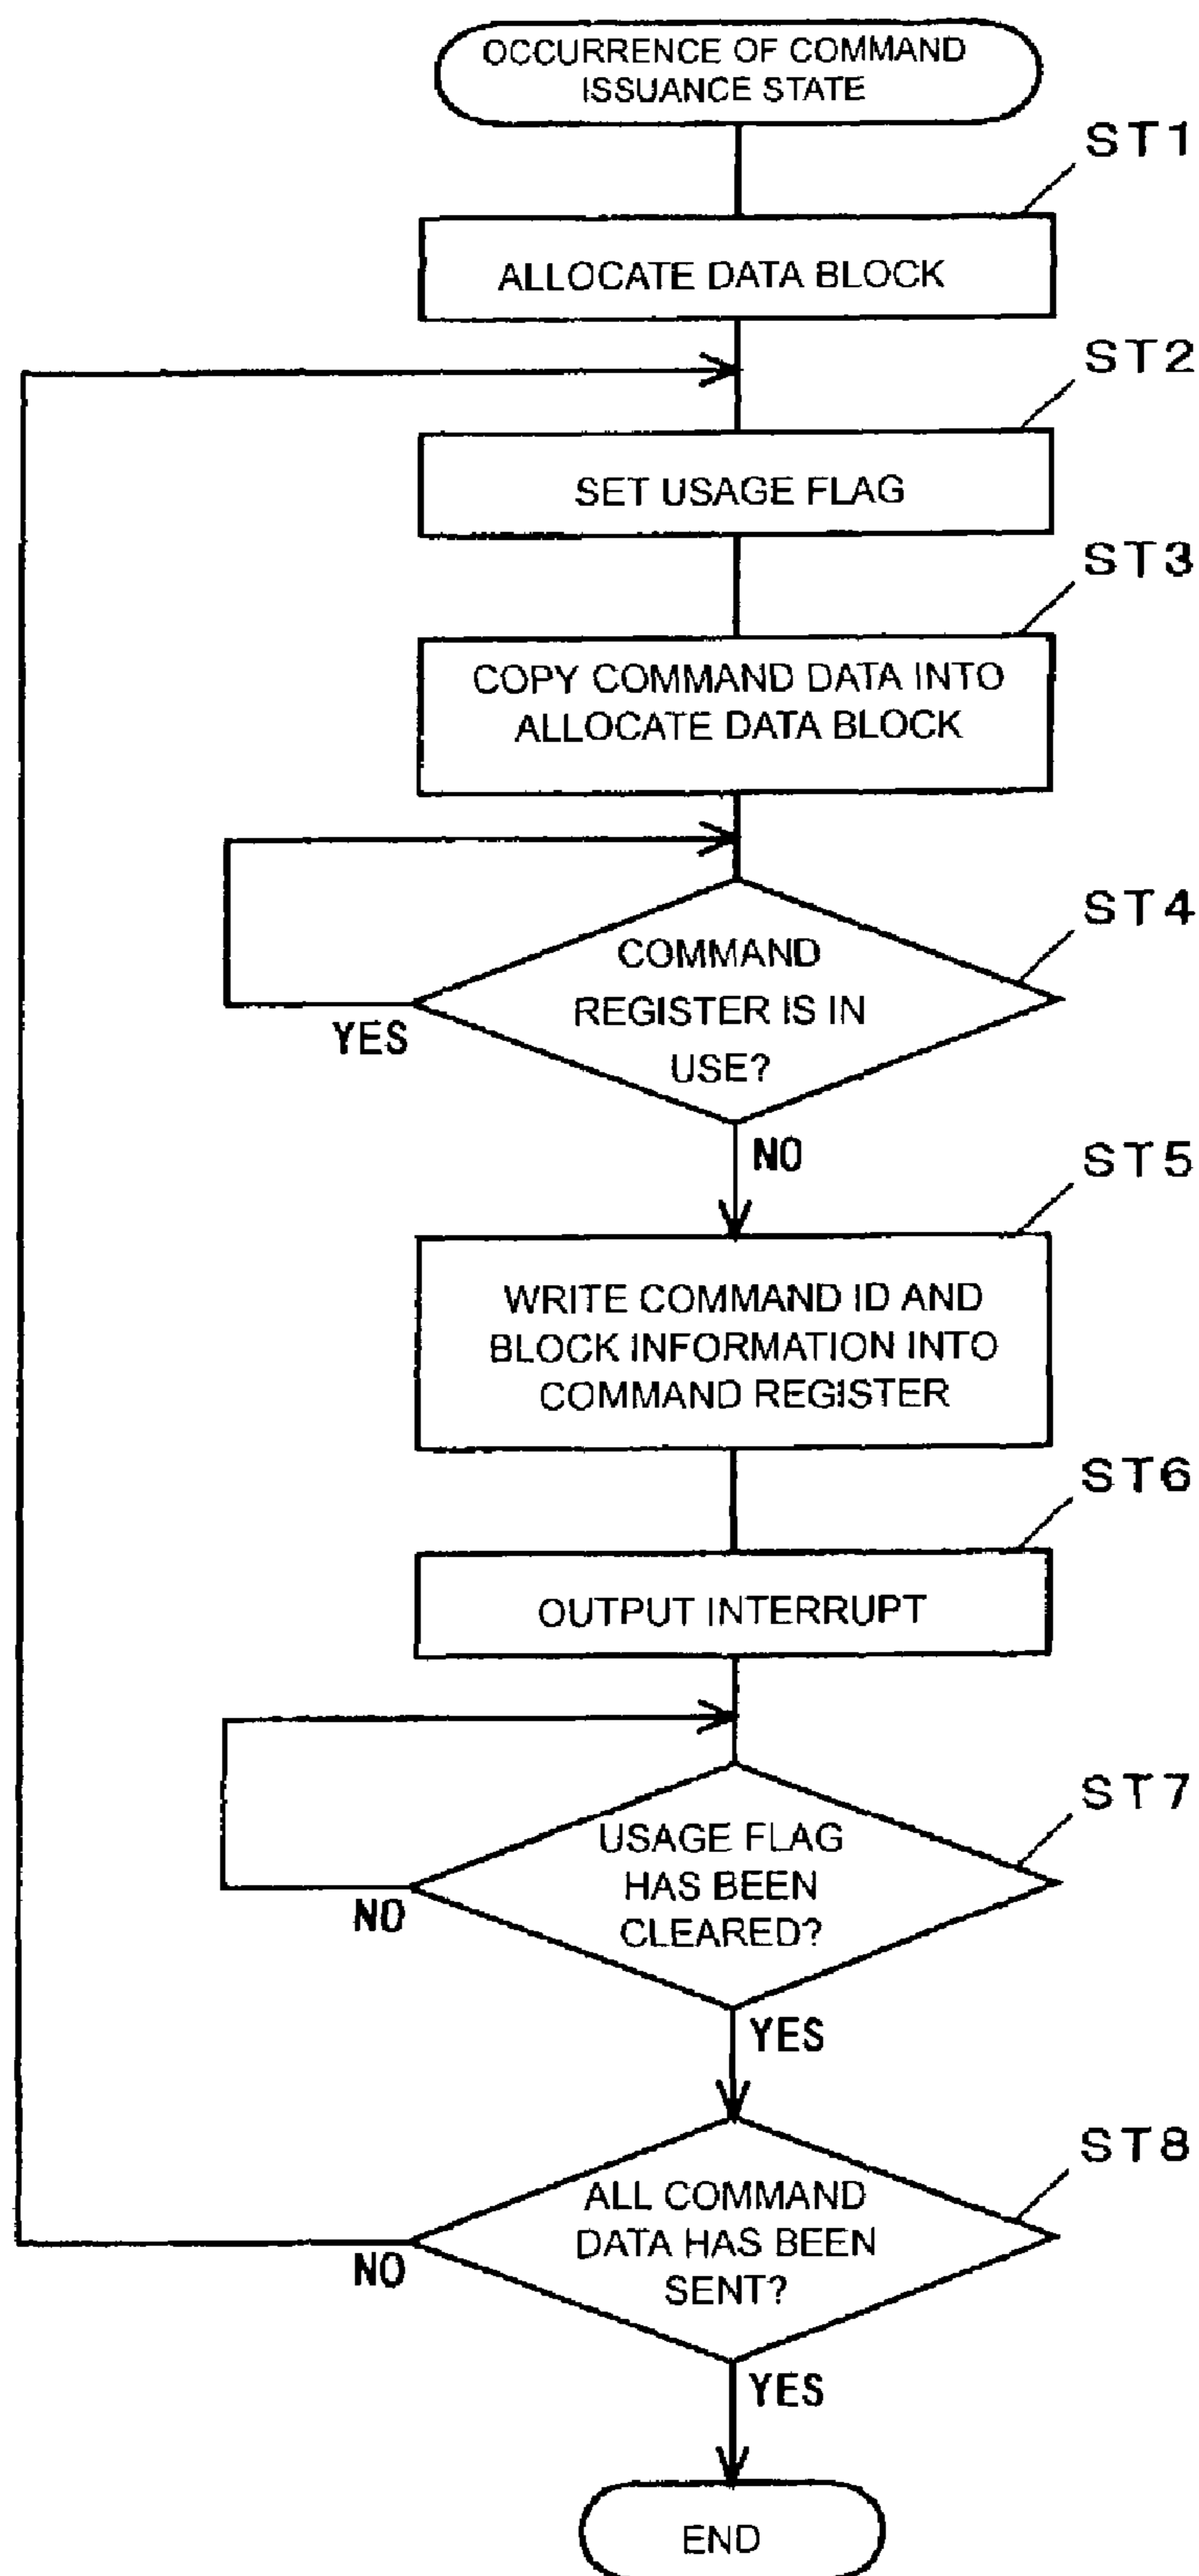 OCCURRENCE OF COMMAND
ISSUANCE STATE
ST1
ALLOCATE DATA BLOCK
ST2
SET USAGE FLAG
ST3
COPY COMMAND DATA INTO
ALLOCATE DATA BLOCK
ST4
COMMAND
REGISTER IS IN
USE?
YES
NO
ST5
WRITE COMMAND ID AND
BLOCK INFORMATION INTO
COMMAND REGISTER
ST6
OUTPUT INTERRUPT
ST7
USAGE FLAG
HAS BEEN
CLEARED?
NO
YES
ST8
ALL COMMAND
DATA HAS BEEN
SENT?
NO
YES
END